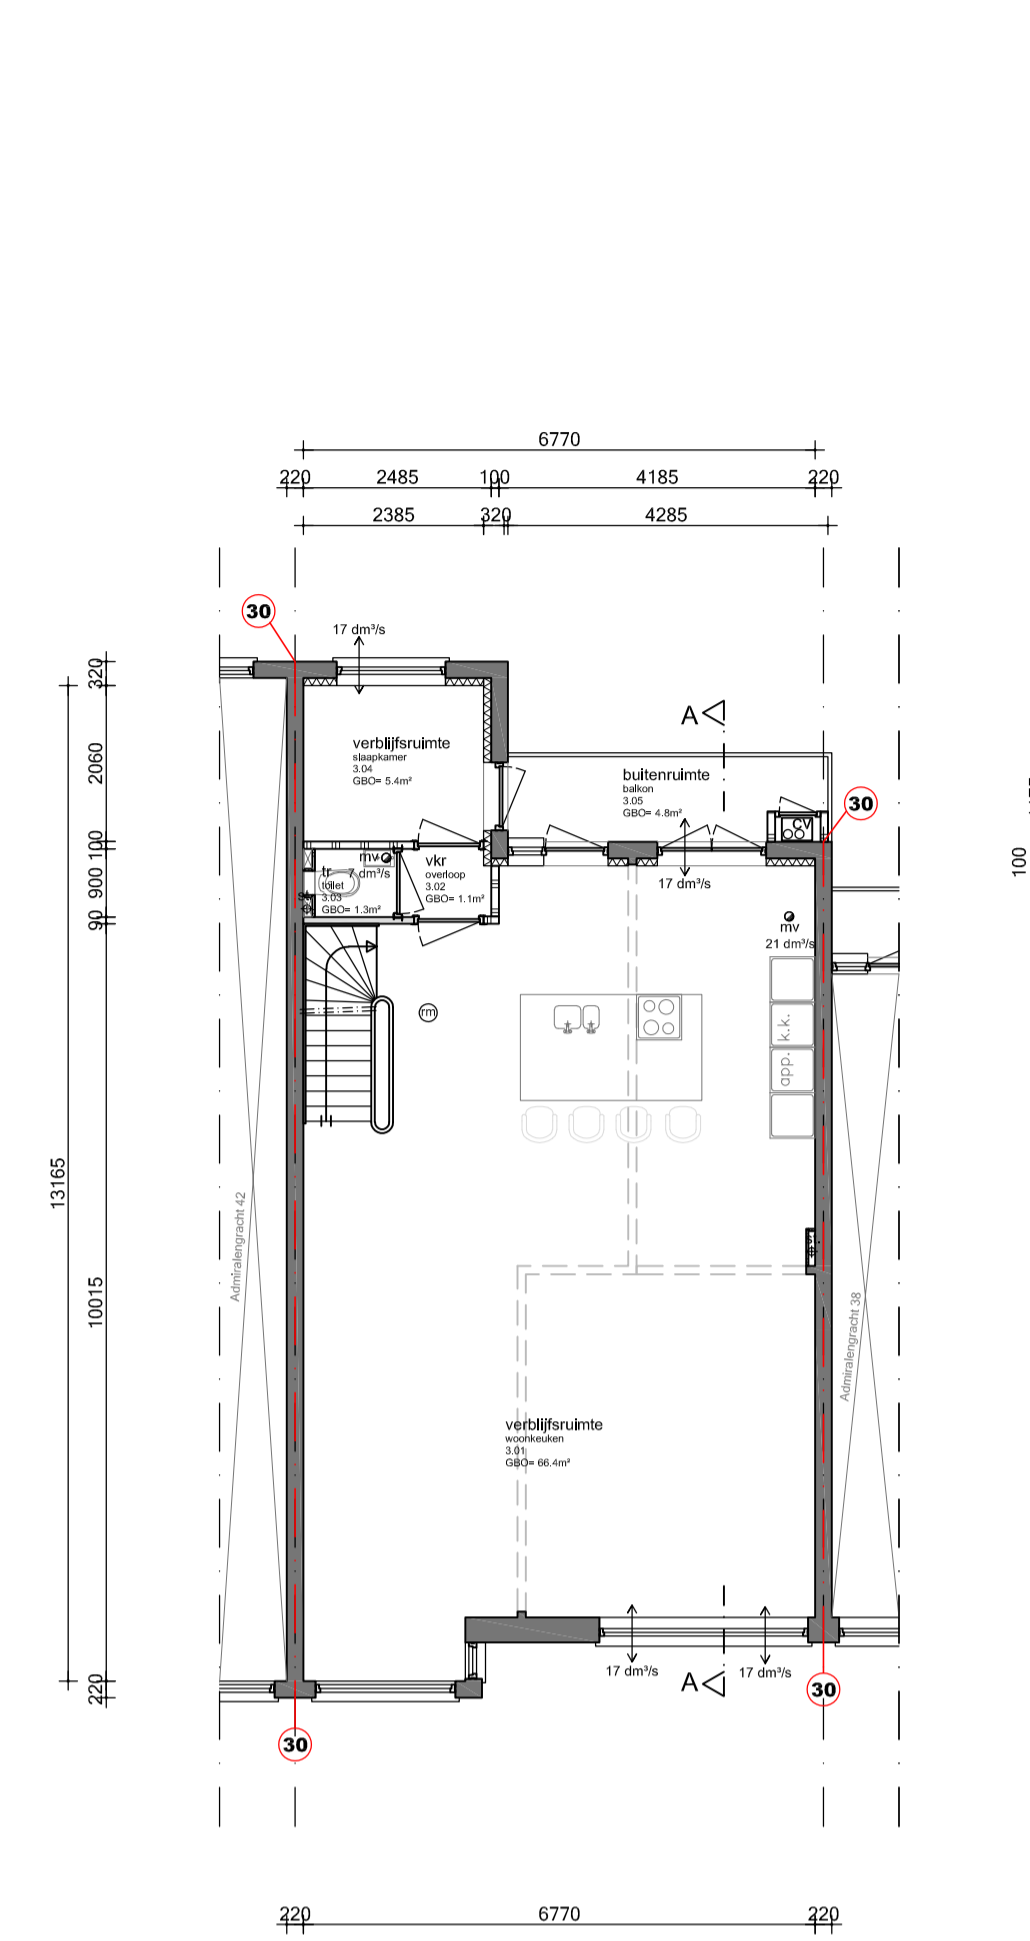 6770
220 2485 100 4185 220
2385 320 4285
30
17 dm³/s
320
A
verblijfsruimte
slaapkamer
3.04
GBO= 5.4m²
2060
buitenruimte
balkon
3.05
GBO= 4.8m²
30
cv
100
100
mv
7 dm³/s
vkr
overloop
3.02
GBO= 1.1m²
tr
toilet
3.03
GBO= 1.3m²
900
17 dm³/s
90
mv
21 dm³/s
rm
k.k.
app.
13165
Admiralengracht 42
10015
Admiralengracht 38
verblijfsruimte
woonkeuken
3.01
GBO= 66.4m²
17 dm³/s
17 dm³/s
A
220
30
30
220 6770 220